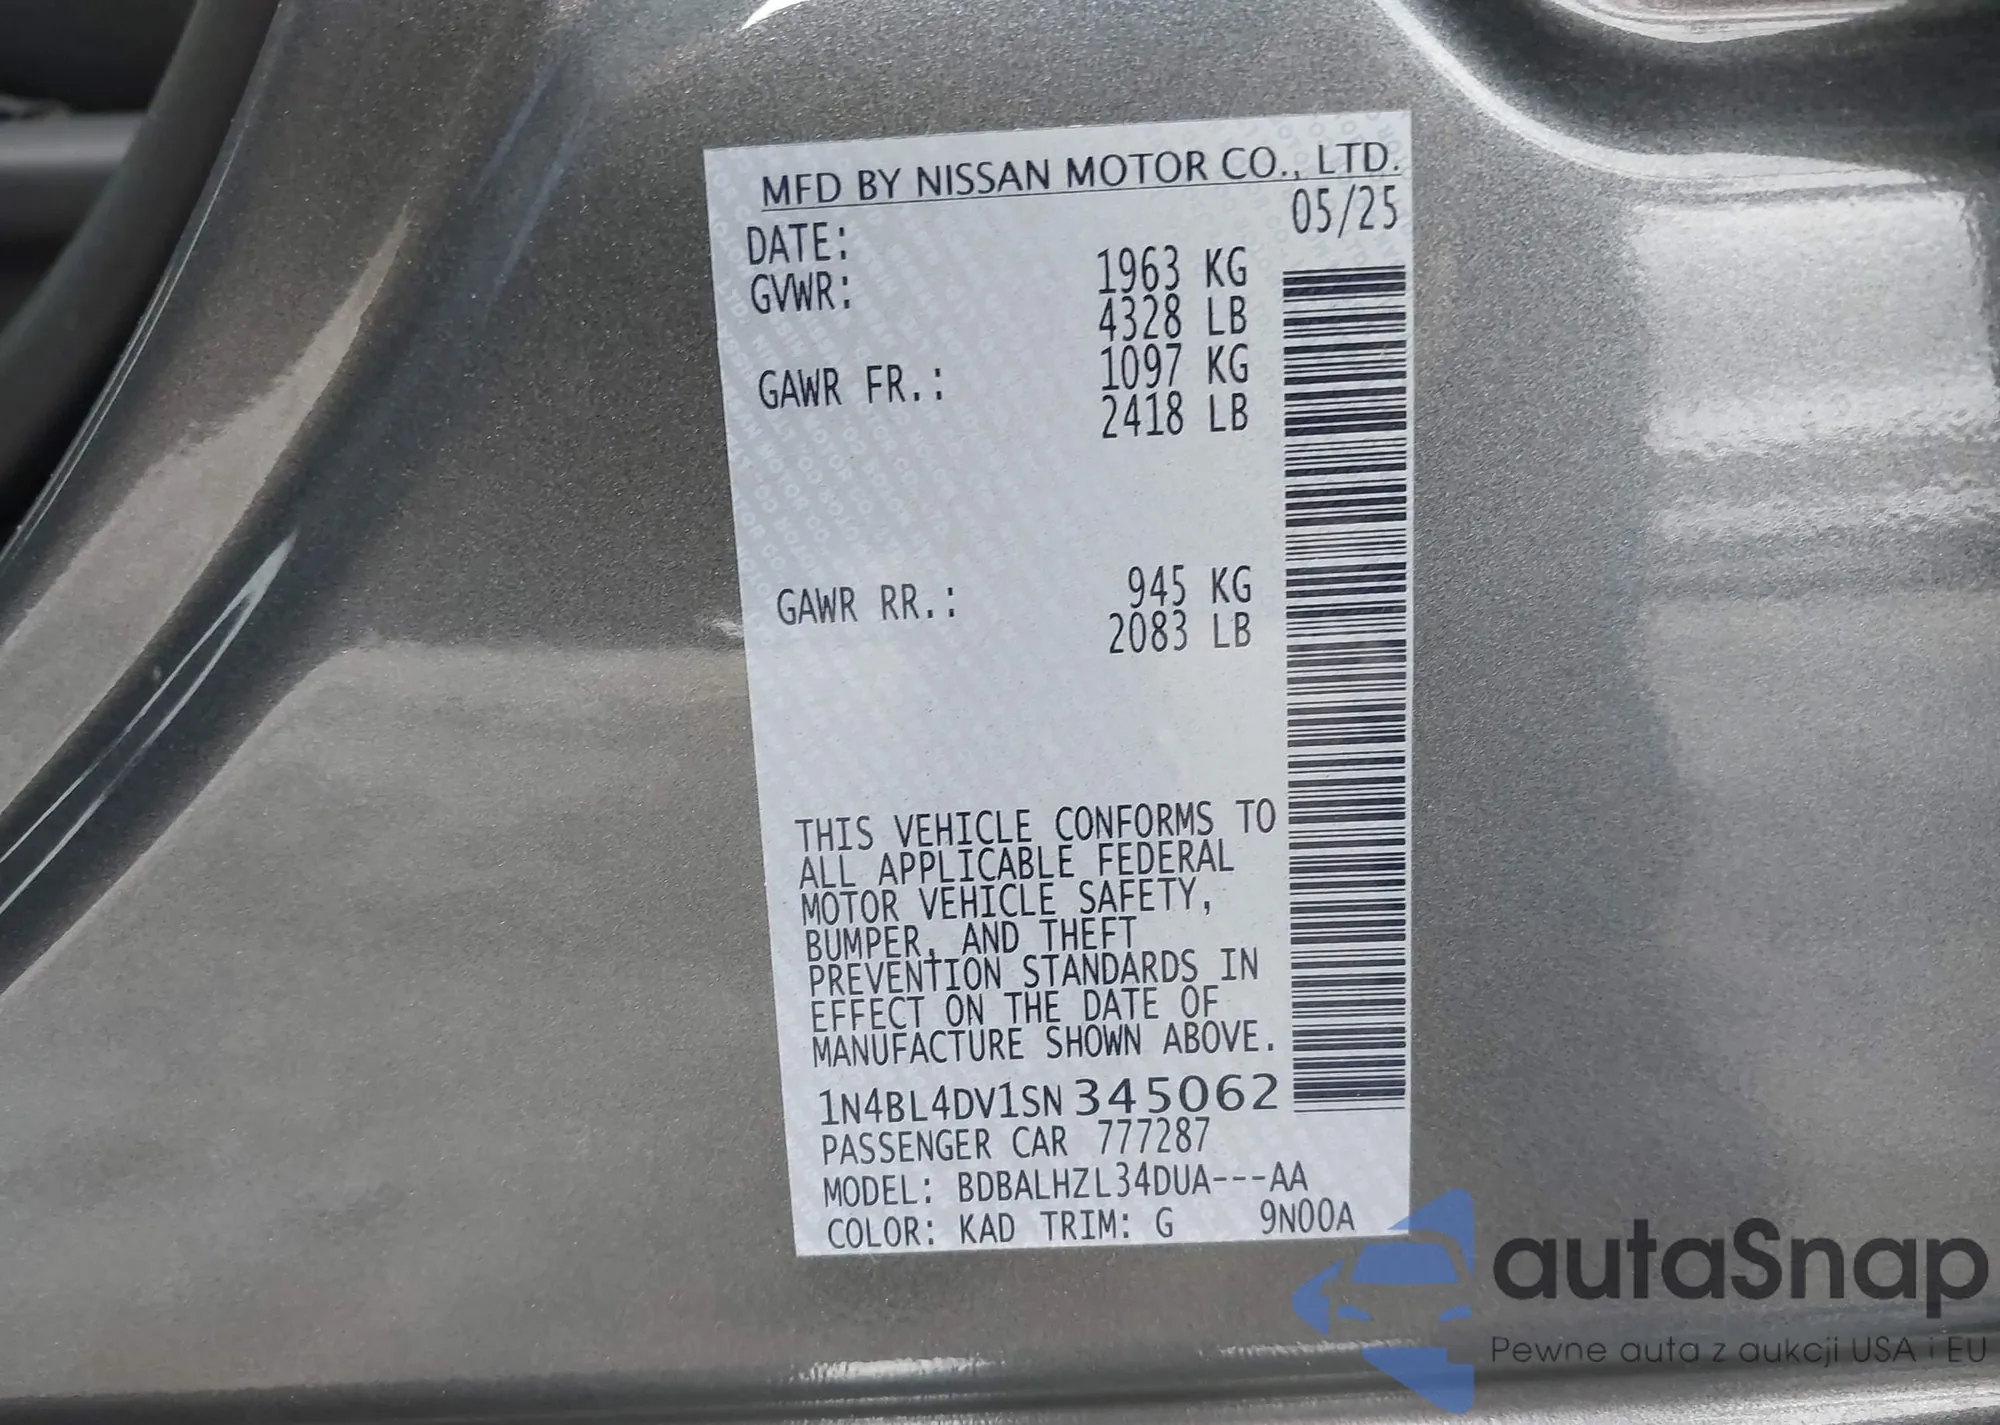 MFD BY NISSAN MOTOR CO., LTD.
DATE: 05/25
GVWR: 1963 KG
4328 LB
GAWR FR.: 1097 KG
2418 LB
GAWR RR.: 945 KG
2083 LB
THIS VEHICLE CONFORMS TO
ALL APPLICABLE FEDERAL
MOTOR VEHICLE SAFETY,
BUMPER, AND THEFT
PREVENTION STANDARDS IN
EFFECT ON THE DATE OF
MANUFACTURE SHOWN ABOVE.
1N4BL4DV1SN345062
PASSENGER CAR 777287
MODEL: BDBALHZL34DUA---AA
COLOR: KAD TRIM: G 9N00A
autaSnap
Pewne auta z aukcji USA i EU